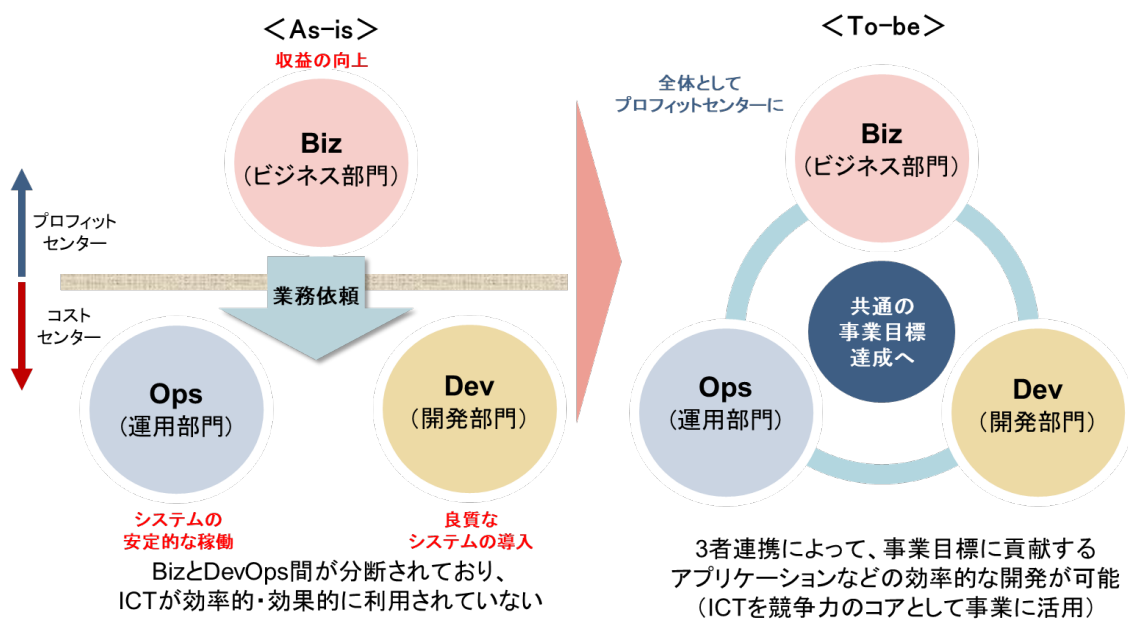 ＜As-is＞
収益の向上
Biz
（ビジネス部門）
プロフィット
センター
業務依頼
コスト
センター
Ops
（運用部門）
Dev
（開発部門）
システムの
安定的な稼働
良質な
システムの導入
BizとDevOps間が分断されており、
ICTが効率的・効果的に利用されていない
＜To-be＞
全体として
プロフィットセンターに
Biz
（ビジネス部門）
共通の
事業目標
達成へ
Ops
（運用部門）
Dev
（開発部門）
3者連携によって、事業目標に貢献する
アプリケーションなどの効率的な開発が可能
（ICTを競争力のコアとして事業に活用）